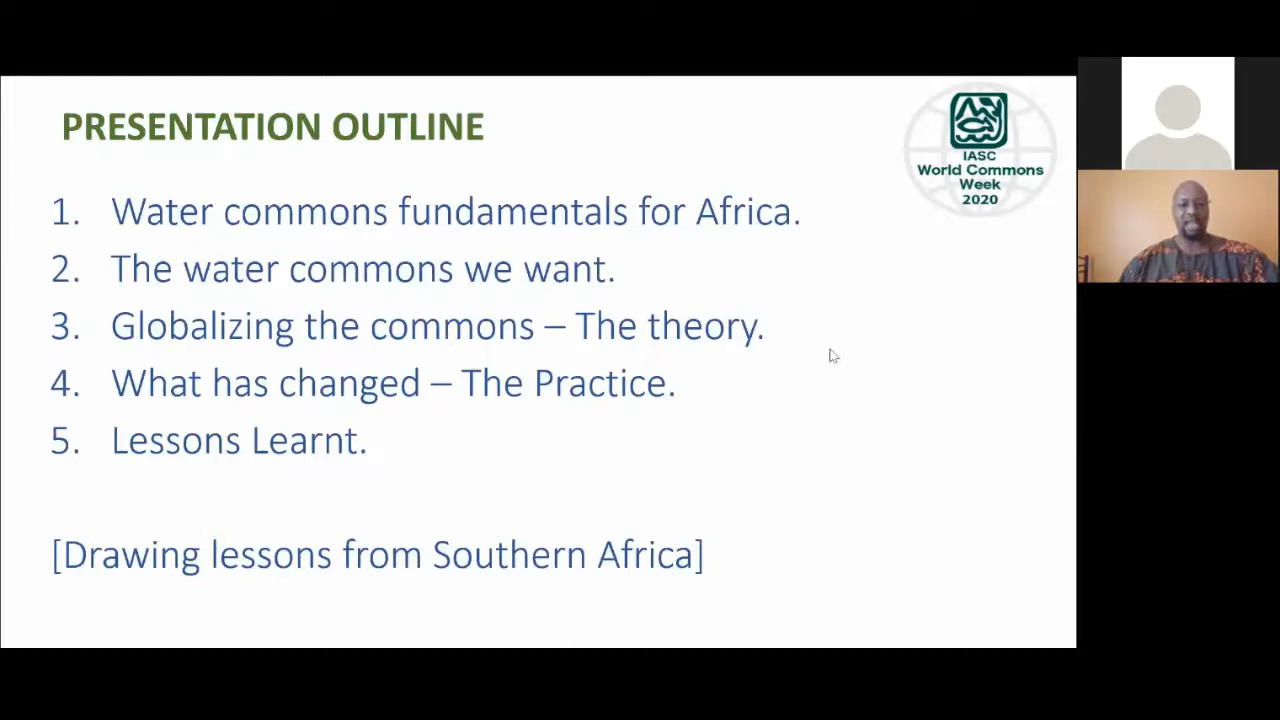 PRESENTATION OUTLINE
IASC
World Commons
Week
2020
1. Water commons fundamentals for Africa.
2. The water commons we want.
3. Globalizing the commons – The theory.
4. What has changed – The Practice.
5. Lessons Learnt.
[Drawing lessons from Southern Africa]